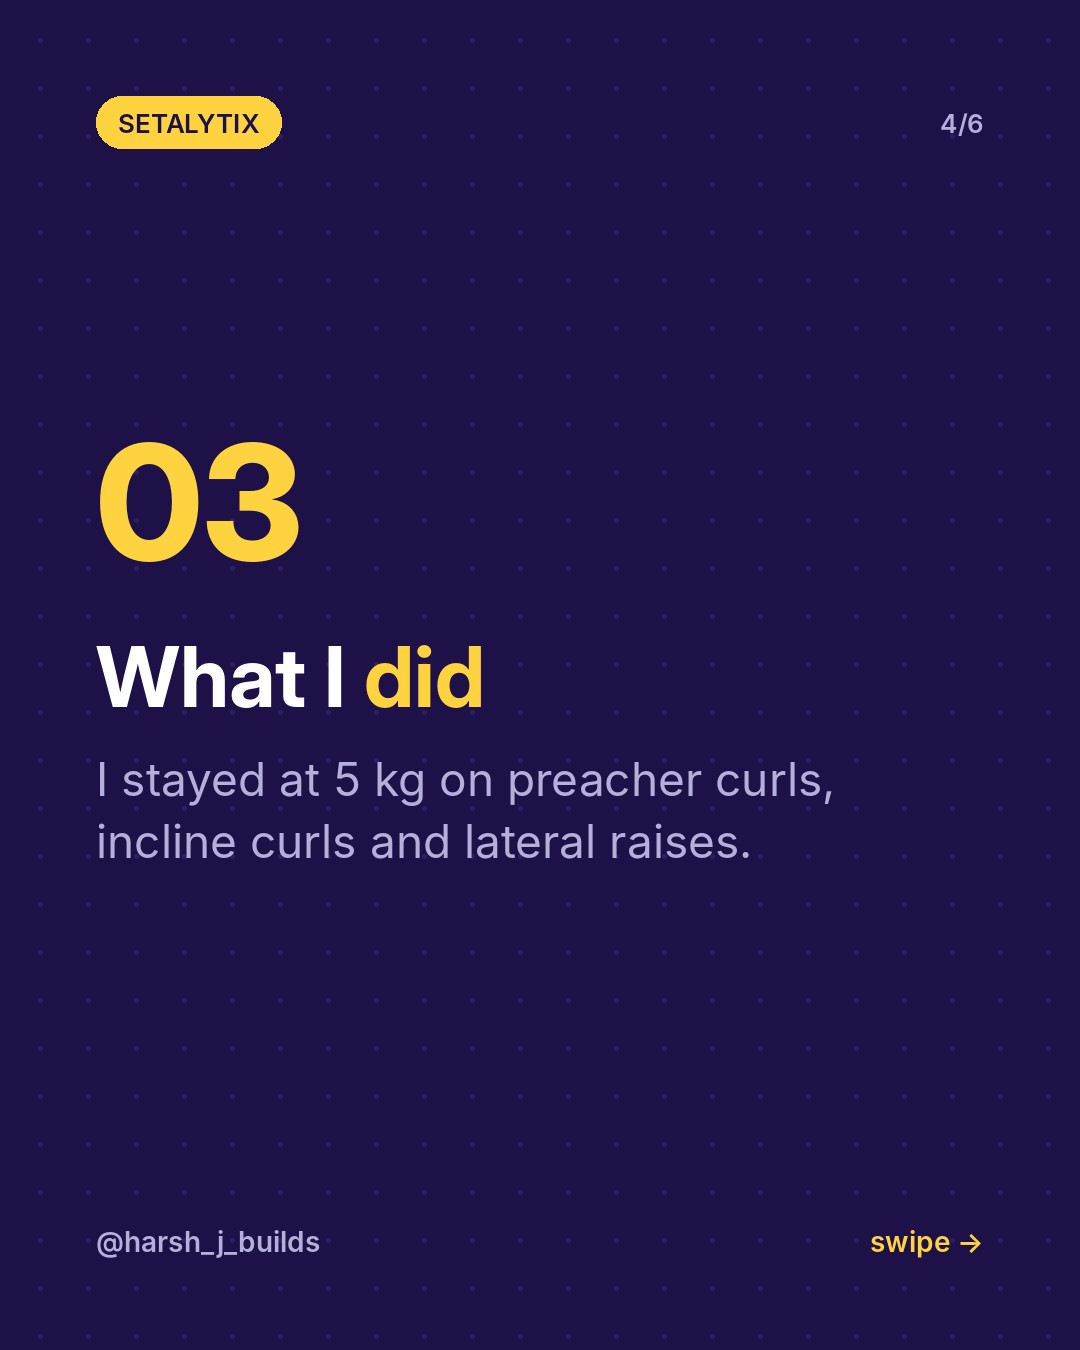 SETALYTIX
4/6
03
What I did
I stayed at 5 kg on preacher curls,
incline curls and lateral raises.
@harsh_j_builds
swipe →